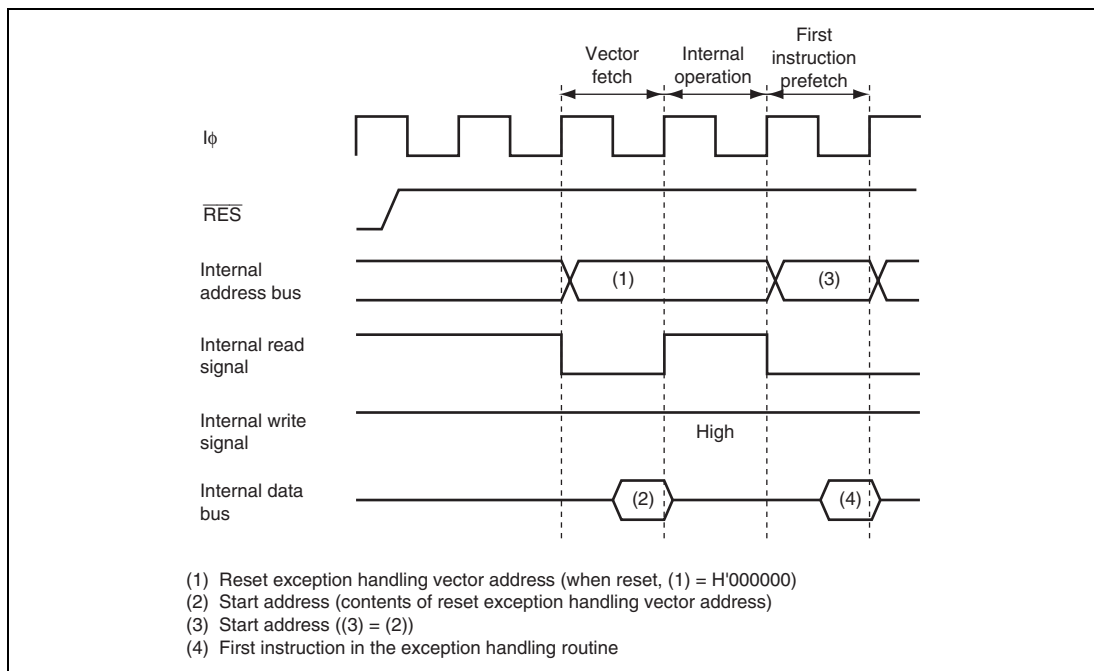 Vector
fetch
Internal
operation
First
instruction
prefetch
Iϕ
RES
Internal
address bus
(1)
(3)
Internal read
signal
Internal write
signal
High
Internal data
bus
(2)
(4)
(1) Reset exception handling vector address (when reset, (1) = H'000000)
(2) Start address (contents of reset exception handling vector address)
(3) Start address ((3) = (2))
(4) First instruction in the exception handling routine